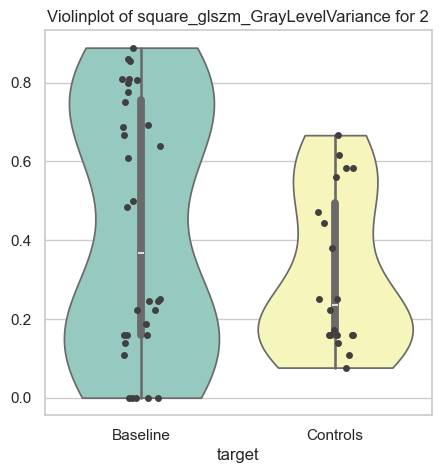 Violinplot of square_glszm_GrayLevelVariance for 2
0.8
0.6
0.4
0.2
0.0
Baseline
Controls
target